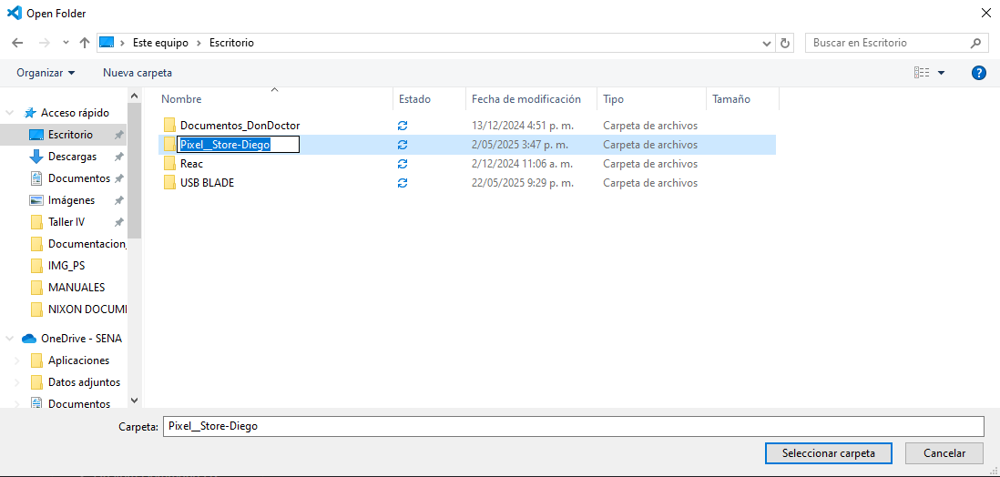 Open Folder
Este equipo Escritorio
Buscar en Escritorio
Organizar Nueva carpeta
Nombre Estado Fecha de modificación Tipo Tamaño
Acceso rápido
Escritorio
Descargas
Documentos
Imágenes
Taller IV
Documentacion_
IMG_PS
MANUALES
NIXON DOCUM
OneDrive - SENA
Aplicaciones
Datos adjuntos
Documentos
Documentos_DonDoctor 13/12/2024 4:51 p. m. Carpeta de archivos
Pixel__Store-Diego 2/05/2025 3:47 p. m. Carpeta de archivos
Reac 2/12/2024 11:06 a. m. Carpeta de archivos
USB BLADE 22/05/2025 9:29 p. m. Carpeta de archivos
Carpeta: Pixel__Store-Diego
Seleccionar carpeta Cancelar